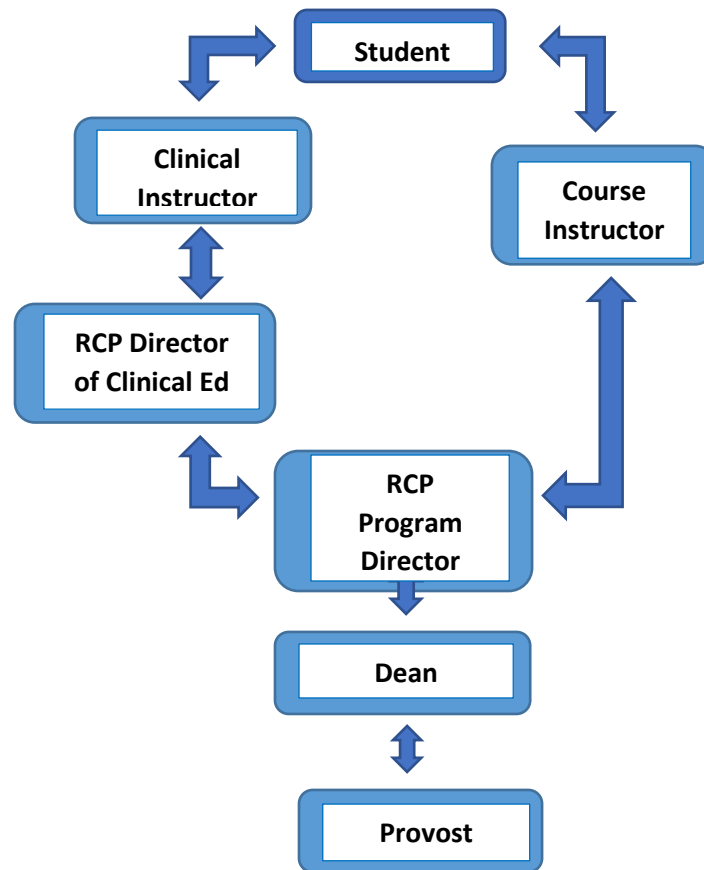 Student
Clinical
Instructor
Course
Instructor
RCP Director
of Clinical Ed
RCP
Program
Director
Dean
Provost